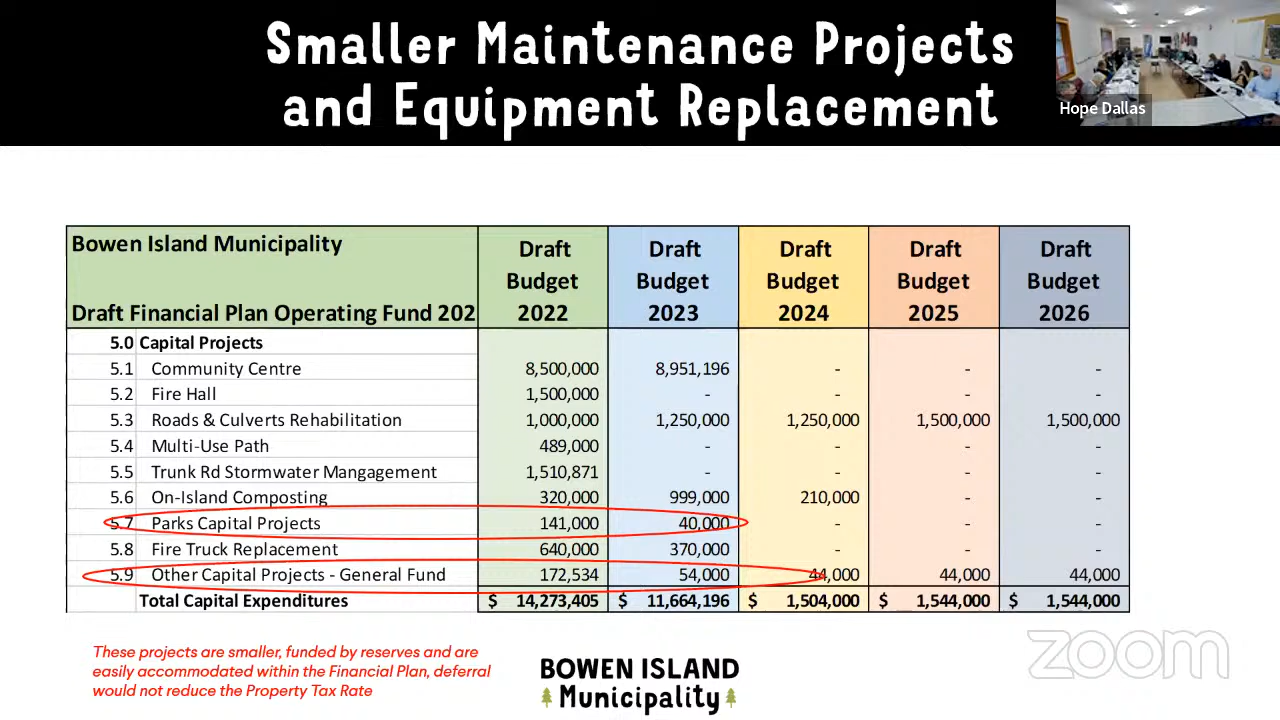 Smaller Maintenance Projects
and Equipment Replacement
Hope Dallas
Bowen Island Municipality Draft Draft Draft Draft Draft
Budget Budget Budget Budget Budget
Draft Financial Plan Operating Fund 202 2022 2023 2024 2025 2026
5.0 Capital Projects
5.1 Community Centre 8,500,000 8,951,196 - - -
5.2 Fire Hall 1,500,000 - - - -
5.3 Roads & Culverts Rehabilitation 1,000,000 1,250,000 1,250,000 1,500,000 1,500,000
5.4 Multi-Use Path 489,000 - - - -
5.5 Trunk Rd Stormwater Mangagement 1,510,871 - - - -
5.6 On-Island Composting 320,000 999,000 210,000 - -
5.7 Parks Capital Projects 141,000 40,000 - - -
5.8 Fire Truck Replacement 640,000 370,000 - - -
5.9 Other Capital Projects - General Fund 172,534 54,000 44,000 44,000 44,000
Total Capital Expenditures $ 14,273,405 $ 11,664,196 $ 1,504,000 $ 1,544,000 $ 1,544,000
These projects are smaller, funded by reserves and are
easily accommodated within the Financial Plan, deferral
would not reduce the Property Tax Rate
BOWEN ISLAND
Municipality
zoom